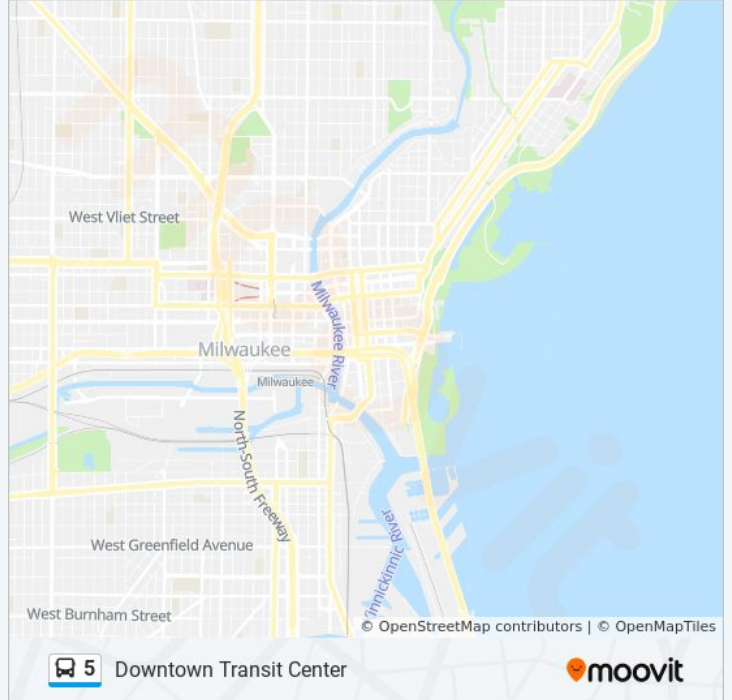 West Vliet Street
Milwaukee River
Milwaukee
Milwaukee
North-South Freeway
West Greenfield Avenue
innickinnic River
West Burnham Street
© OpenStreetMap contributors | © OpenMapTiles
5 Downtown Transit Center
moovit